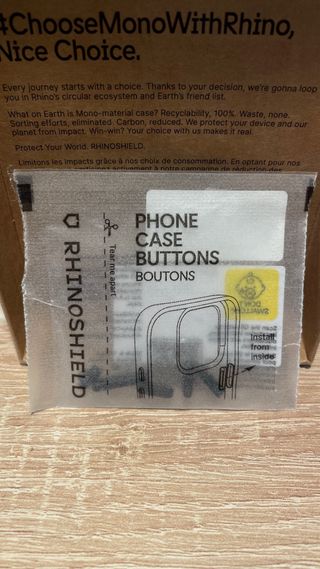 #ChooseMonoWithRhino,
Nice Choice.
Every journey starts with a choice. Thanks to your decision, we're gonna loop
you in Rhino's circular ecosystem and Earth's friend list.
What on Earth is Mono-material case? Recyclability, 100%. Waste, none.
Sorting efforts, eliminated. Carbon, reduced. We protect your device and our
planet from impact. Win-win? Your choice with us makes it real.
Protect Your World. RHINOSHIELD.
Limitons les impacts grâce à nos choix de consommation. En optant pour nos
RHINOSHIELD
Tear me apart.
PHONE
CASE
BUTTONS
BOUTONS
DON'T
SWALLOW
Install
from
inside